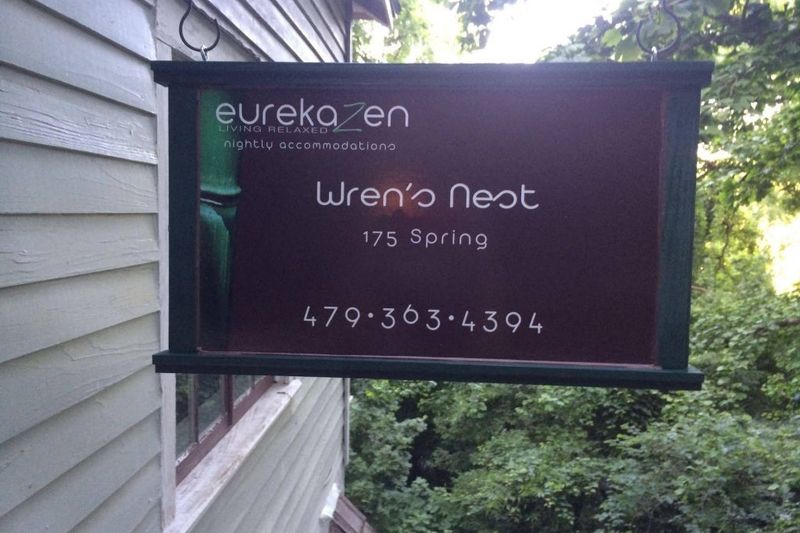 eurekaZen
LIVING RELAXED
nightly accommodations
Wren's Nest
175 Spring
479·363·4394